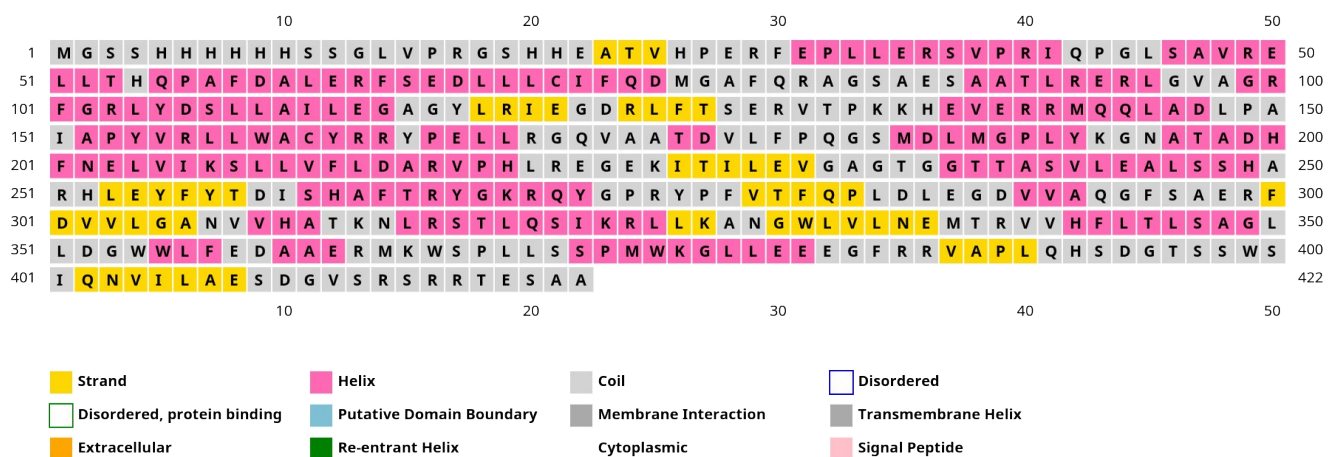 10 20 30 40 50
1 M G S S H H H H H H S S G L V P R G S H H E A T V H P E R F E P L L E R S V P R I Q P G L S A V R E 50
51 L L T H Q P A F D A L E R F S E D L L L C I F Q D M G A F Q R A G S A E S A A T L R E R L G V A G R 100
101 F G R L Y D S L L A I L E G A G Y L R I E G D R L F T S E R V T P K K H E V E R R M Q Q L A D L P A 150
151 I A P Y V R L L W A C Y R R Y P E L L R G Q V A A T D V L F P Q G S M D L M G P L Y K G N A T A D H 200
201 F N E L V I K S L L V F L D A R V P H L R E G E K I T I L E V G A G T G G T T A S V L E A L S S H A 250
251 R H L E Y F Y T D I S H A F T R Y G K R Q Y G P R Y P F V T F Q P L D L E G D V V A Q G F S A E R F 300
301 D V V L G A N V V H A T K N L R S T L Q S I K R L L K A N G W L V L N E M T R V V H F L T L S A G L 350
351 L D G W W L F E D A A E R M K W S P L L S S P M W K G L L E E E G F R R V A P L Q H S D G T S S W S 400
401 I Q N V I L A E S D G V S R S R R T E S A A 422
10 20 30 40 50
Strand Helix Coil Disordered
Disordered, protein binding Putative Domain Boundary Membrane Interaction Transmembrane Helix
Extracellular Re-entrant Helix Cytoplasmic Signal Peptide